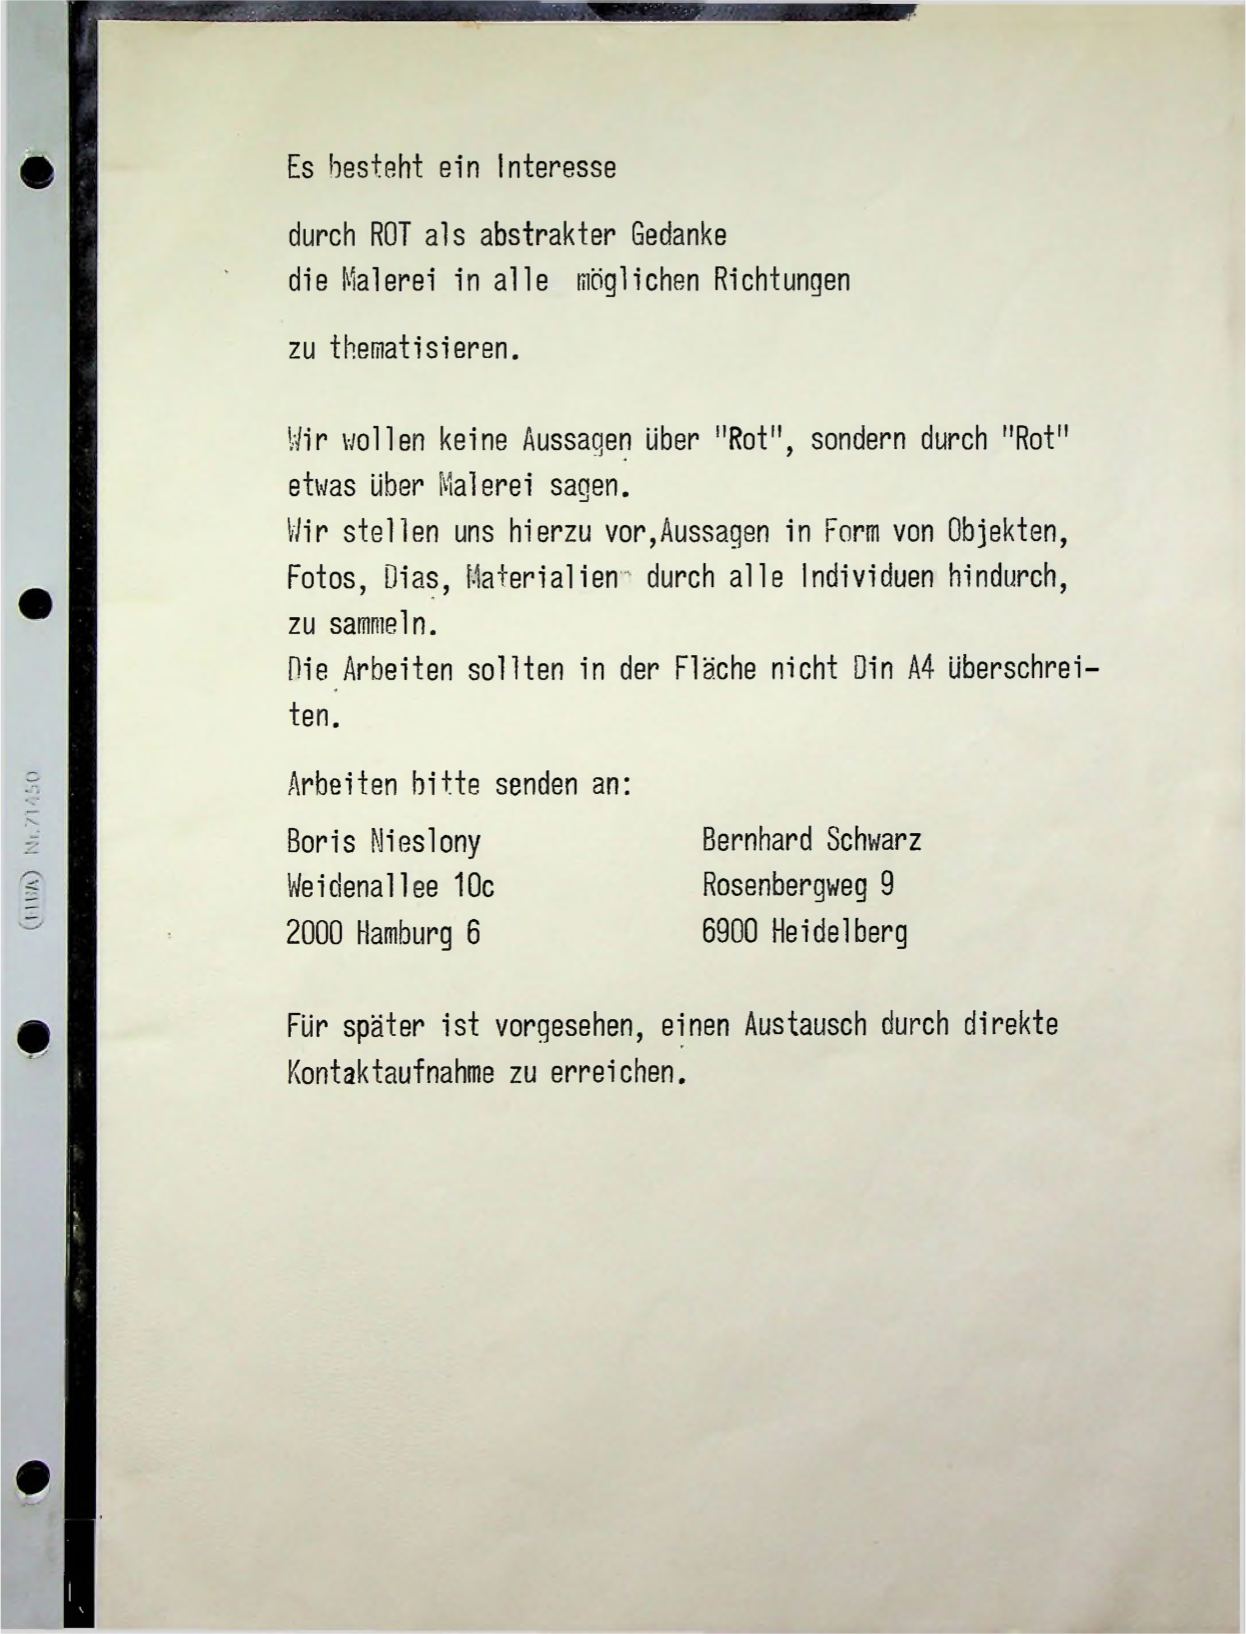 Es besteht ein Interesse
durch ROT als abstrakter Gedanke
die Malerei in alle möglichen Richtungen
zu thematisieren.
Wir wollen keine Aussagen über "Rot", sondern durch "Rot"
etwas über Malerei sagen.
Wir stellen uns hierzu vor,Aussagen in Form von Objekten,
Fotos, Dias, Materialien durch alle Individuen hindurch,
zu sammeln.
Die Arbeiten sollten in der Fläche nicht Din A4 überschrei-
ten.
Arbeiten bitte senden an:
Boris Nieslony Bernhard Schwarz
Weidenallee 10c Rosenbergweg 9
2000 Hamburg 6 6900 Heidelberg
Für später ist vorgesehen, einen Austausch durch direkte
Kontaktaufnahme zu erreichen.
Nr.71450